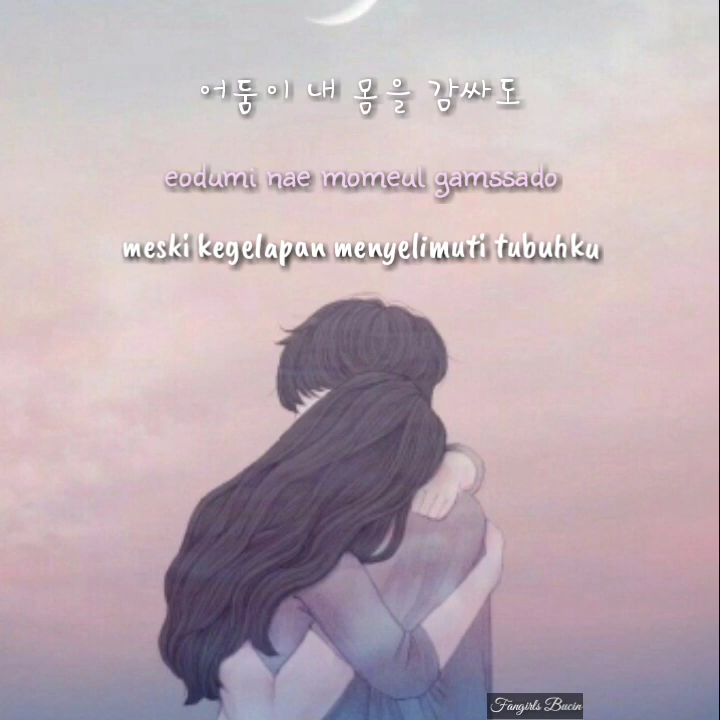 어둠이 내 몸을 감싸도
eodumi nae momeul gamssado
meski kegelapan menyelimuti tubuhku
Fangirls Bucin